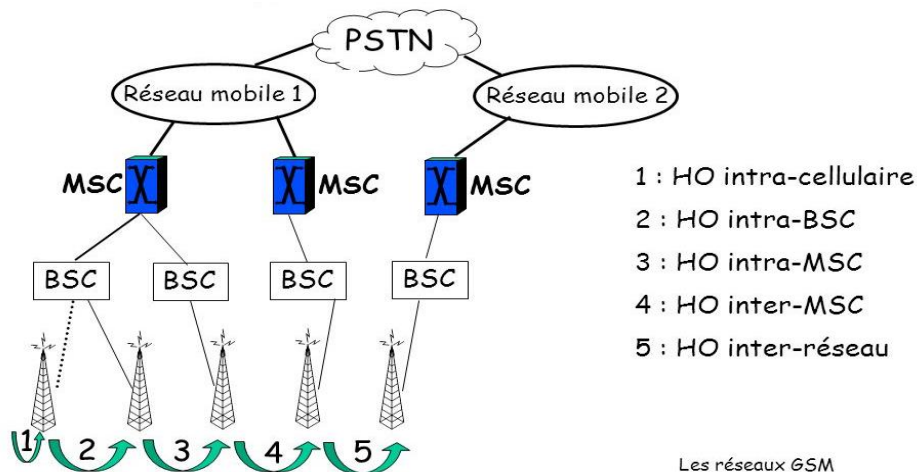 PSTN
Réseau mobile 1
Réseau mobile 2
MSC
MSC
MSC
BSC
BSC
BSC
BSC
1 : HO intra-cellulaire
2 : HO intra-BSC
3 : HO intra-MSC
4 : HO inter-MSC
5 : HO inter-réseau
1 2 3 4 5
Les réseaux GSM